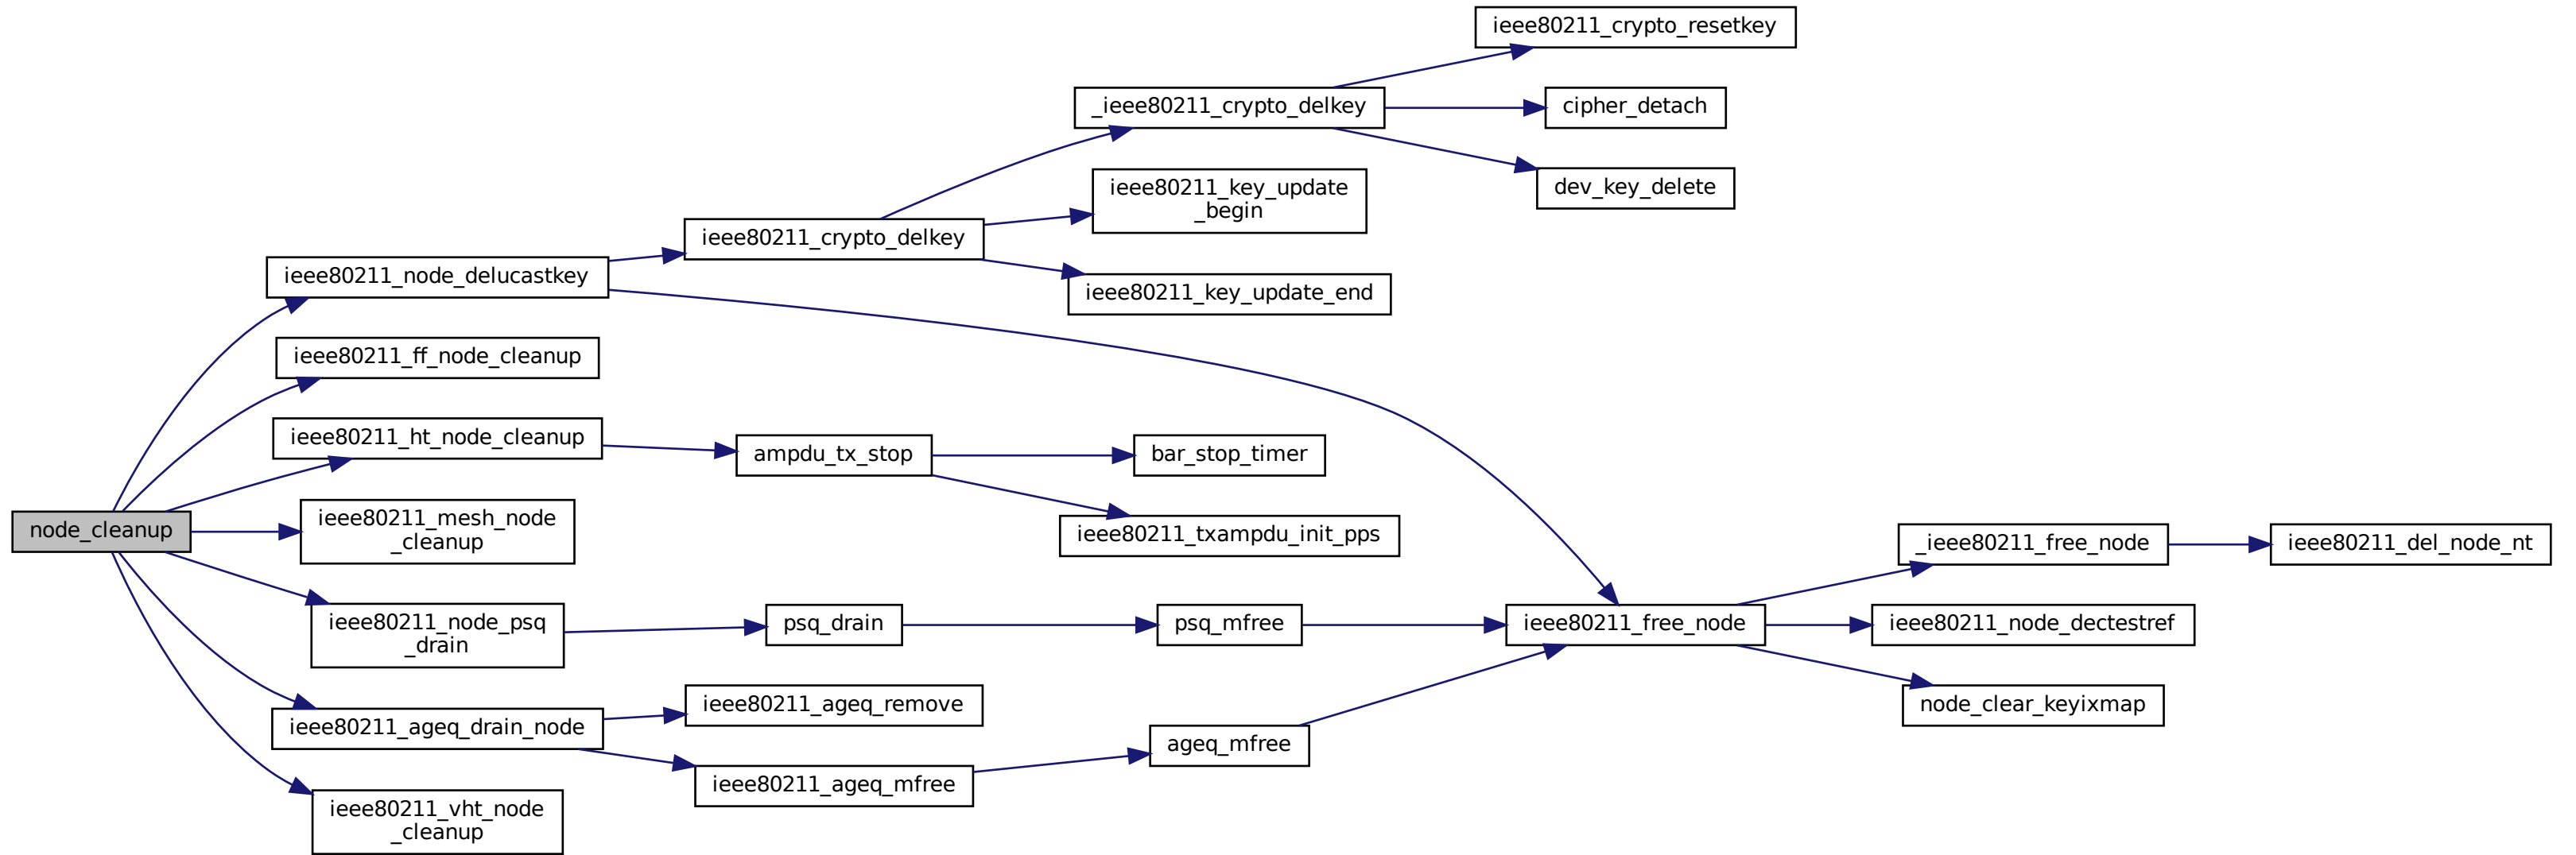 ieee80211_crypto_resetkey
_ieee80211_crypto_delkey
cipher_detach
ieee80211_key_update
_begin
dev_key_delete
ieee80211_crypto_delkey
ieee80211_node_delucastkey
ieee80211_key_update_end
ieee80211_ff_node_cleanup
ieee80211_ht_node_cleanup
ampdu_tx_stop
bar_stop_timer
node_cleanup
ieee80211_mesh_node
_cleanup
ieee80211_txampdu_init_pps
_ieee80211_free_node
ieee80211_del_node_nt
ieee80211_node_psq
_drain
psq_drain
psq_mfree
ieee80211_free_node
ieee80211_node_dectestref
ieee80211_ageq_remove
node_clear_keyixmap
ieee80211_ageq_drain_node
ageq_mfree
ieee80211_ageq_mfree
ieee80211_vht_node
_cleanup